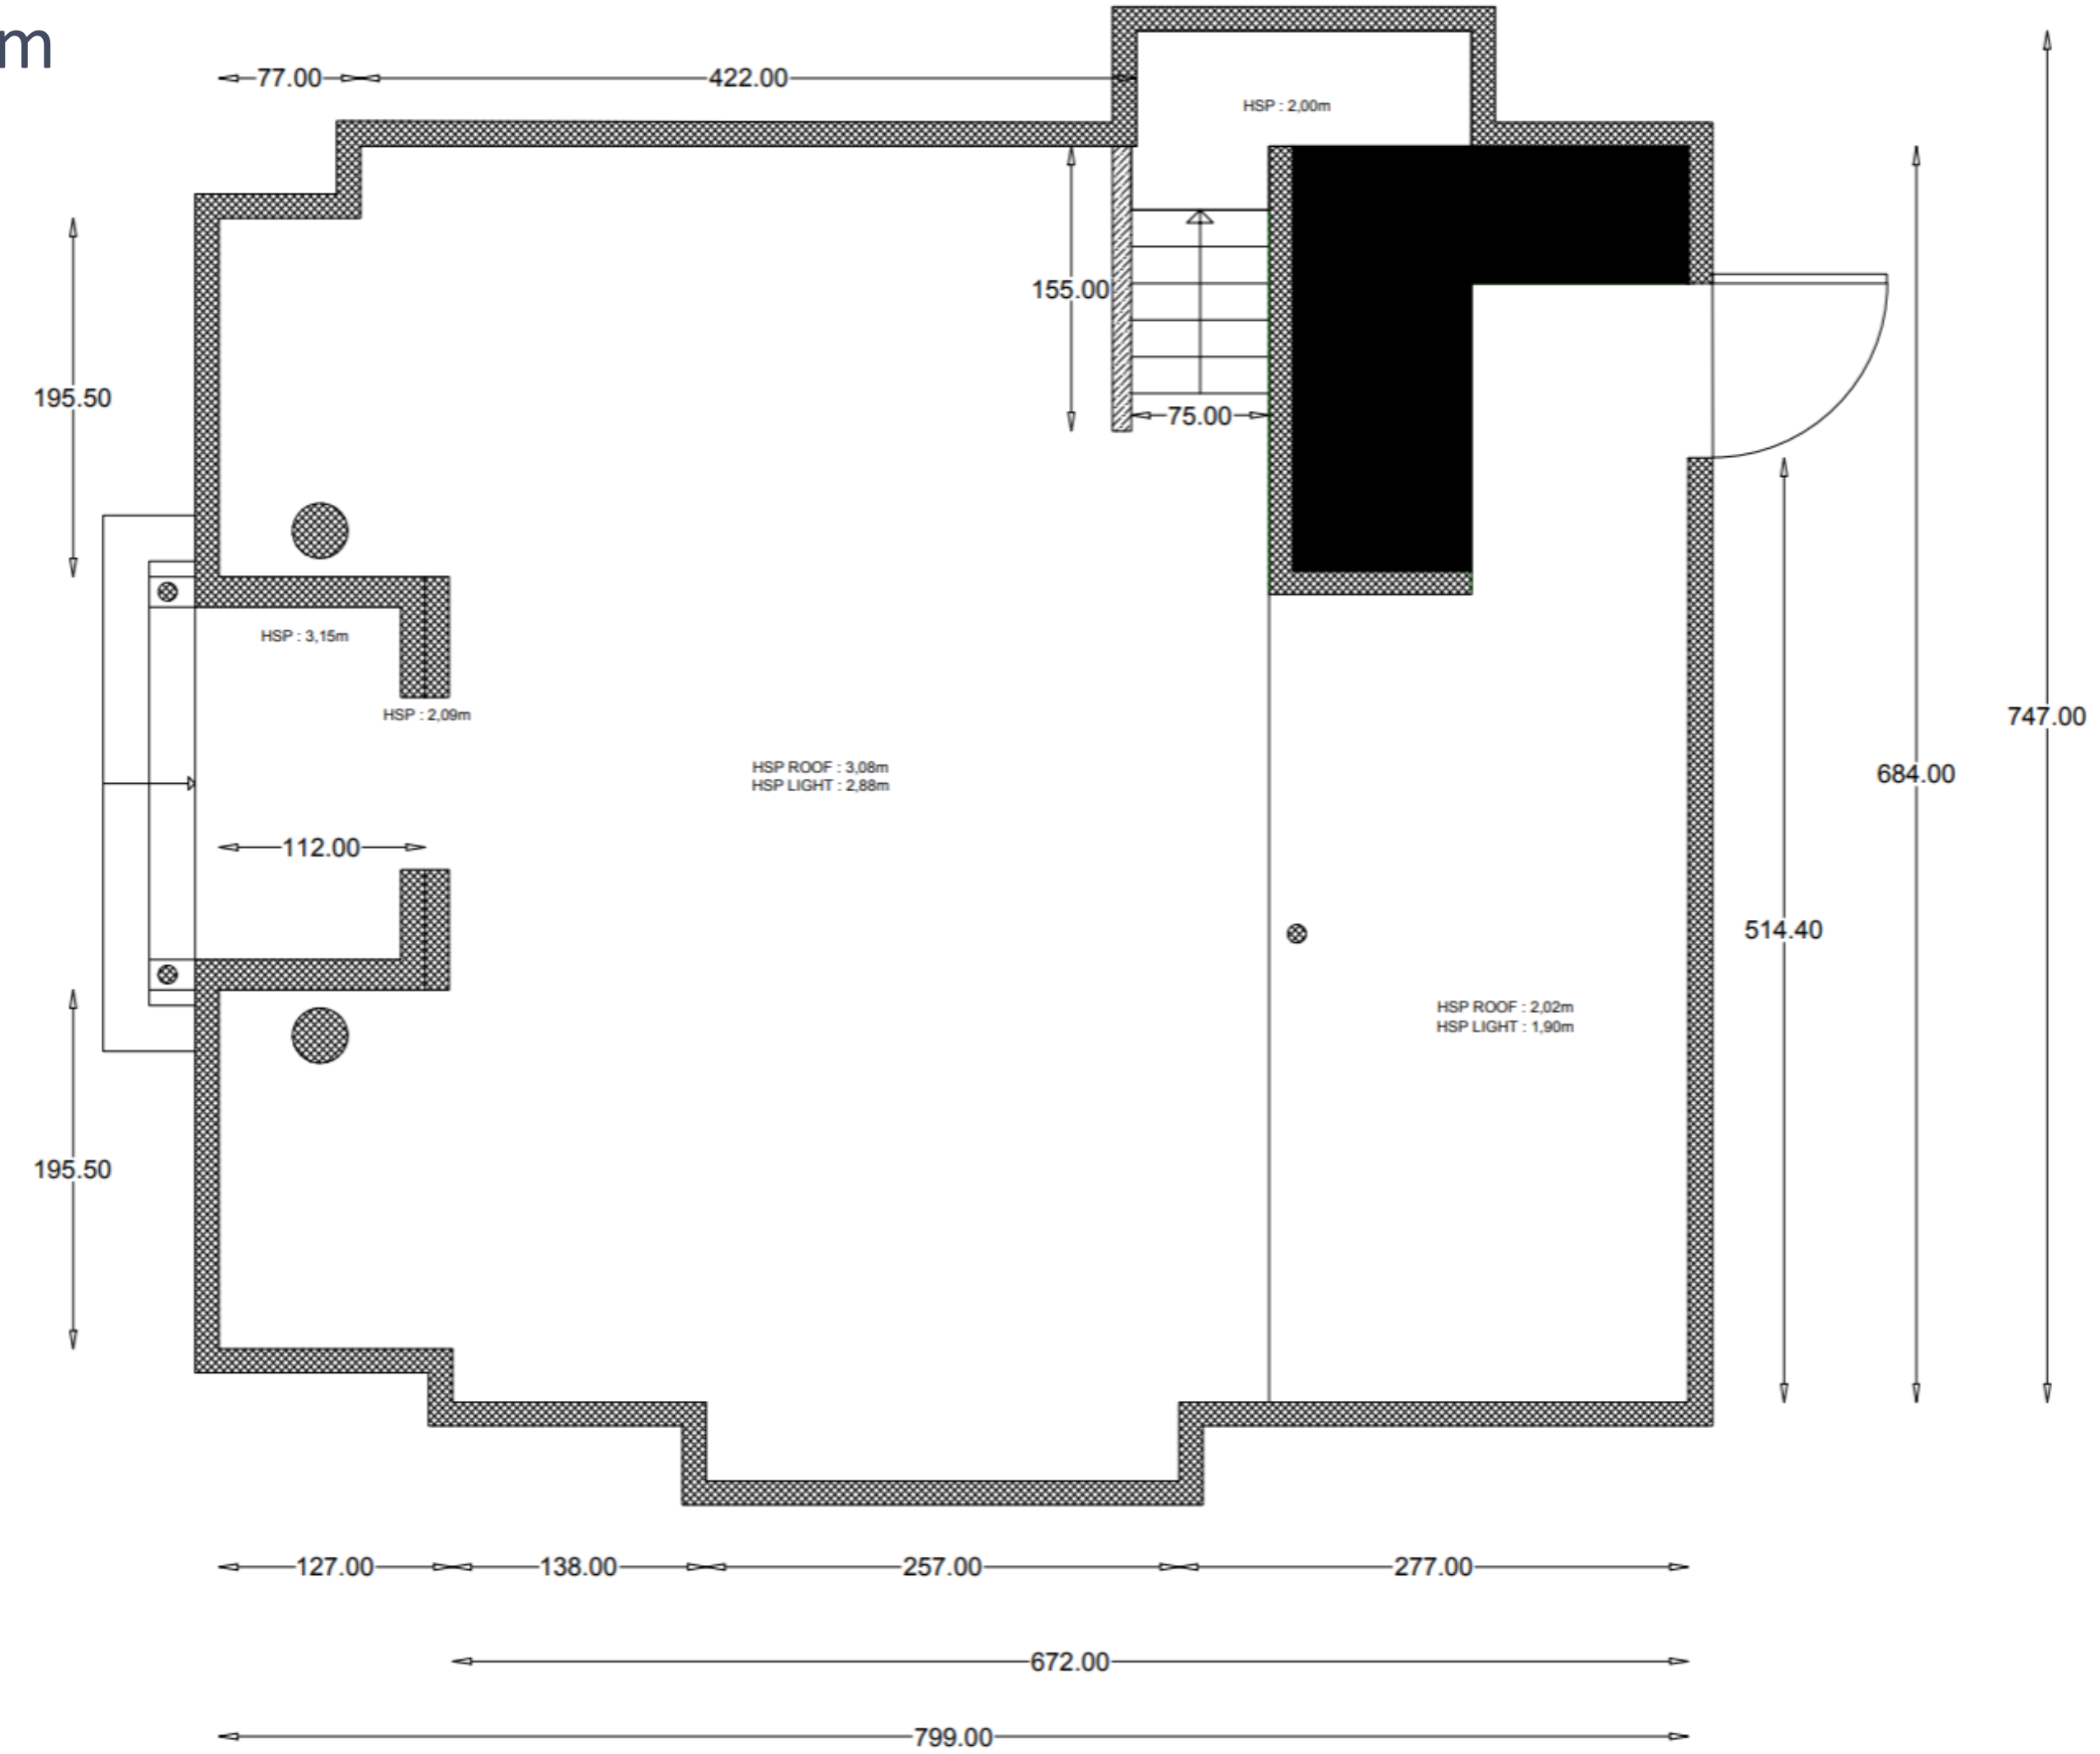 m
77.00
422.00
HSP : 2,00m
155.00
195.50
75.00
HSP : 3,15m
HSP : 2,09m
747.00
HSP ROOF : 3,08m
HSP LIGHT : 2,88m
684.00
112.00
514.40
HSP ROOF : 2,02m
HSP LIGHT : 1,90m
195.50
127.00
138.00
257.00
277.00
672.00
799.00